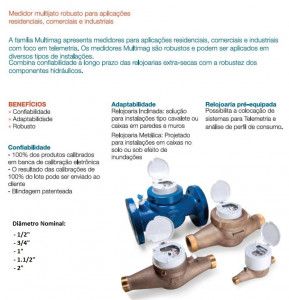 Medidor multijato robusto para aplicações
residenciais, comerciais e industriais
A família Multimag apresenta medidores para aplicações residenciais, comerciais e industriais
com foco em telemetria. Os medidores Multimag são robustos e podem ser aplicados em
diversos tipos de instalações.
Combina confiabilidade à longo prazo das relojoarias extra-secas com a robustez dos
componentes hidráulicos.
BENEFÍCIOS
• Confiabilidade
• Adaptabilidade
• Robusto
Confiabilidade
• 100% dos produtos calibrados
em banca de calibração eletrônica
• O resultado das calibrações de
100% do lote pode ser enviado ao
cliente
• Blindagem patenteada
Adaptabilidade
Relojoaria Inclinada: solução
para instalações tipo cavalete ou
caixas em paredes e muros
Relojoaria Metálica: Projetado
para instalações em caixas no
solo ou sob efeito de
inundações
Relojoaria pré-equipada
Possibilita a colocação de
sistemas para Telemetria e
análise de perfil de consumo.
Diâmetro Nominal:
- 1/2"
- 3/4"
- 1"
- 1.1/2"
- 2"